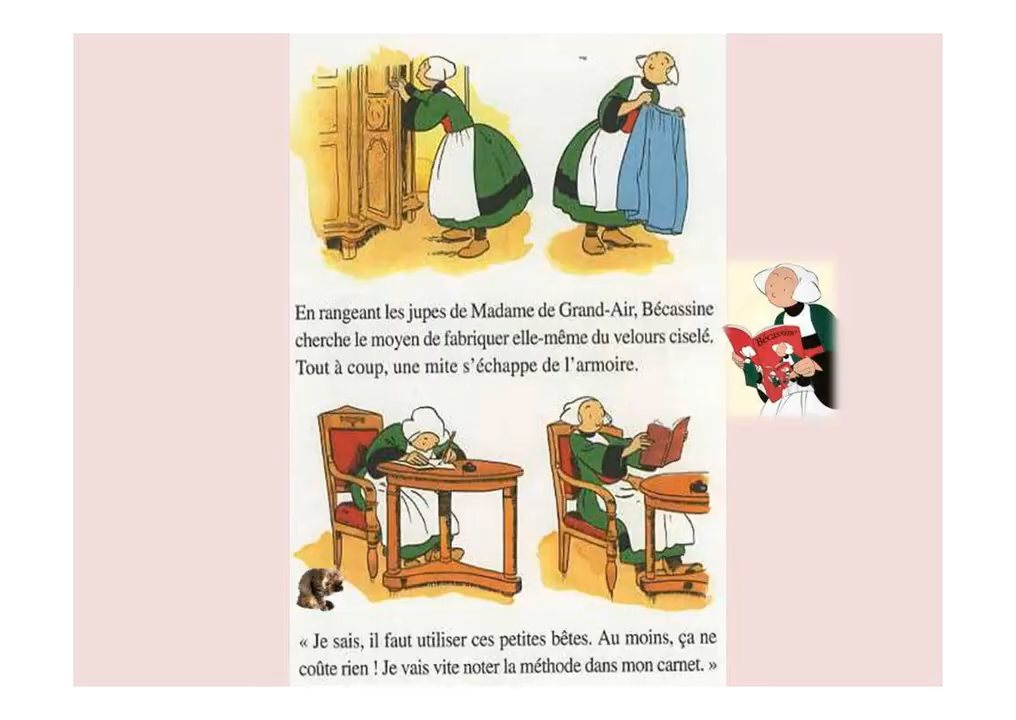 En rangeant les jupes de Madame de Grand-Air, Bécassine
cherche le moyen de fabriquer elle-même du velours ciselé.
Tout à coup, une mite s'échappe de l'armoire.
Bécassine
« Je sais, il faut utiliser ces petites bêtes. Au moins, ça ne
coûte rien ! Je vais vite noter la méthode dans mon carnet. »